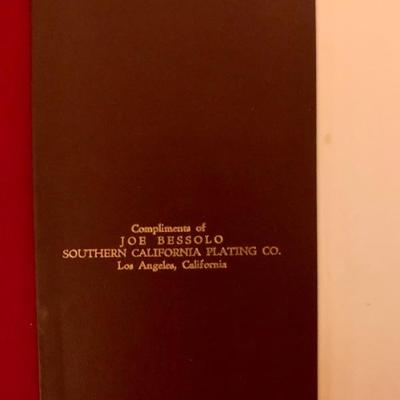 Compliments of
JOE BESSOLO
SOUTHERN CALIFORNIA PLATING CO.
Los Angeles, California